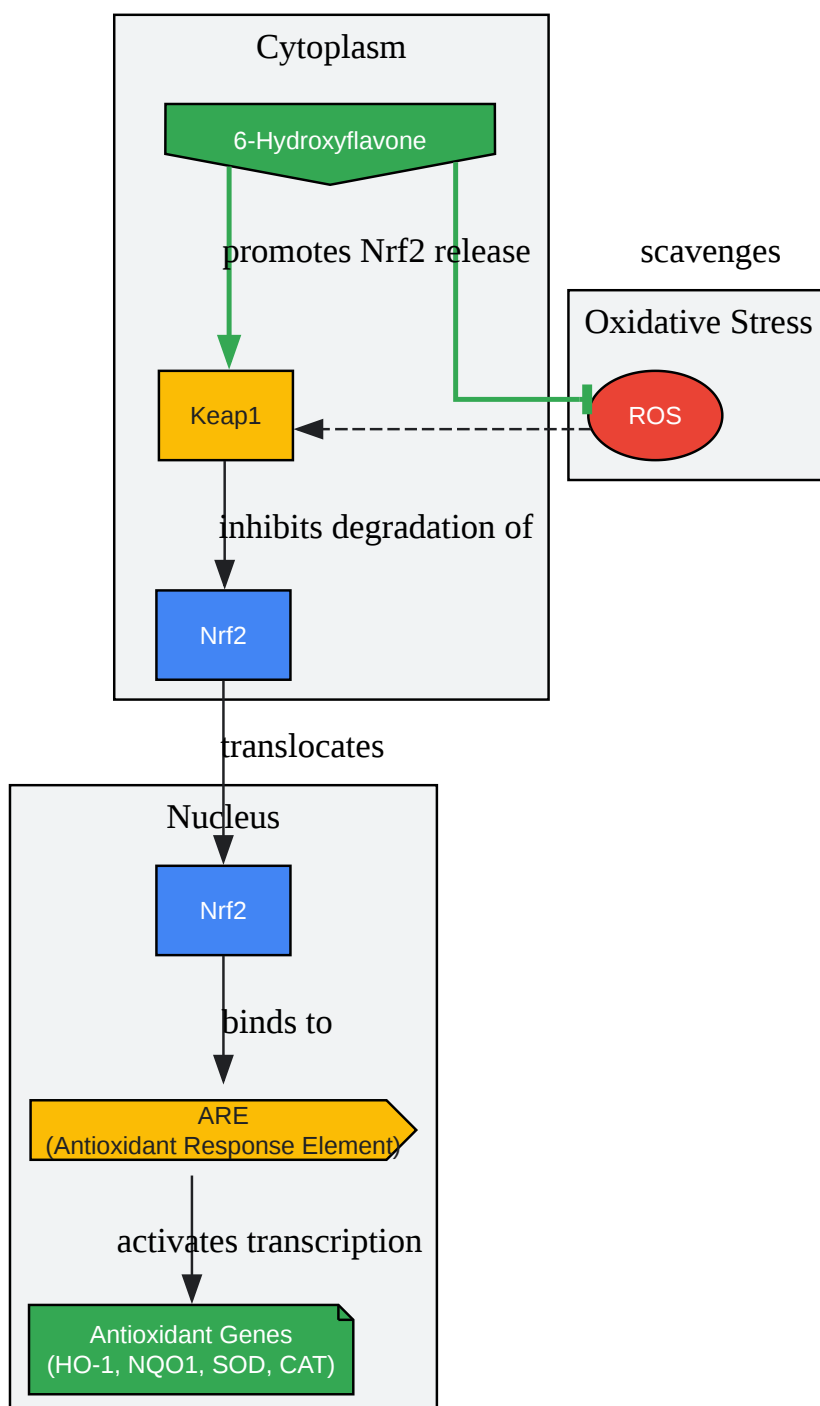 Cytoplasm
6-Hydroxyflavone
promotes Nrf2 release
scavenges
Oxidative Stress
Keap1
ROS
inhibits degradation of
Nrf2
translocates
Nucleus
Nrf2
binds to
ARE
(Antioxidant Response Element)
activates transcription
Antioxidant Genes
(HO-1, NQO1, SOD, CAT)